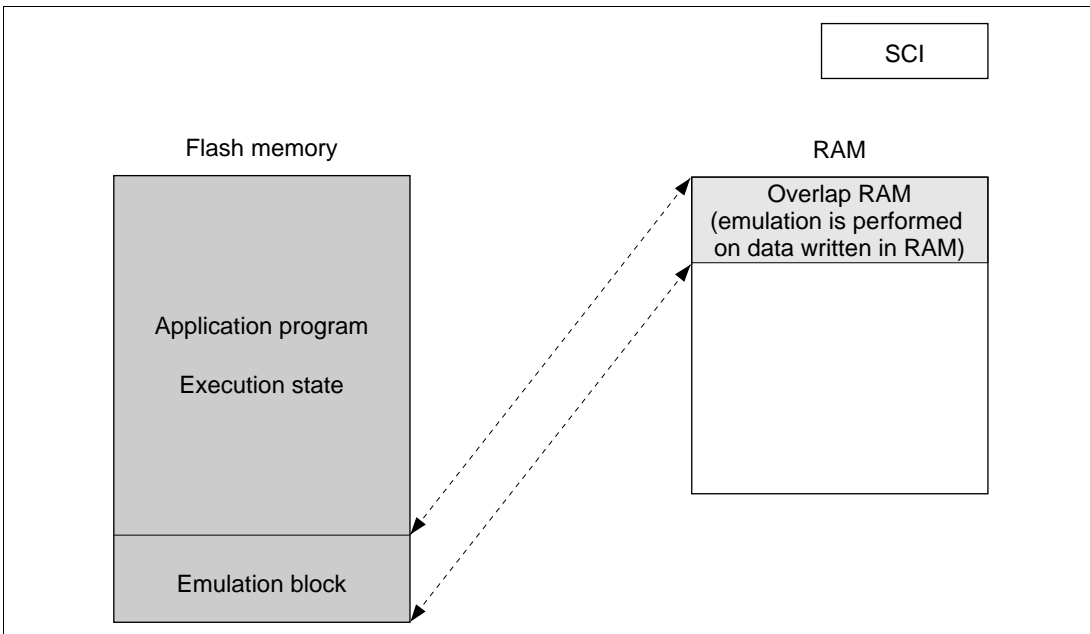 SCI
Flash memory
RAM
Overlap RAM
(emulation is performed
on data written in RAM)
Application program
Execution state
Emulation block